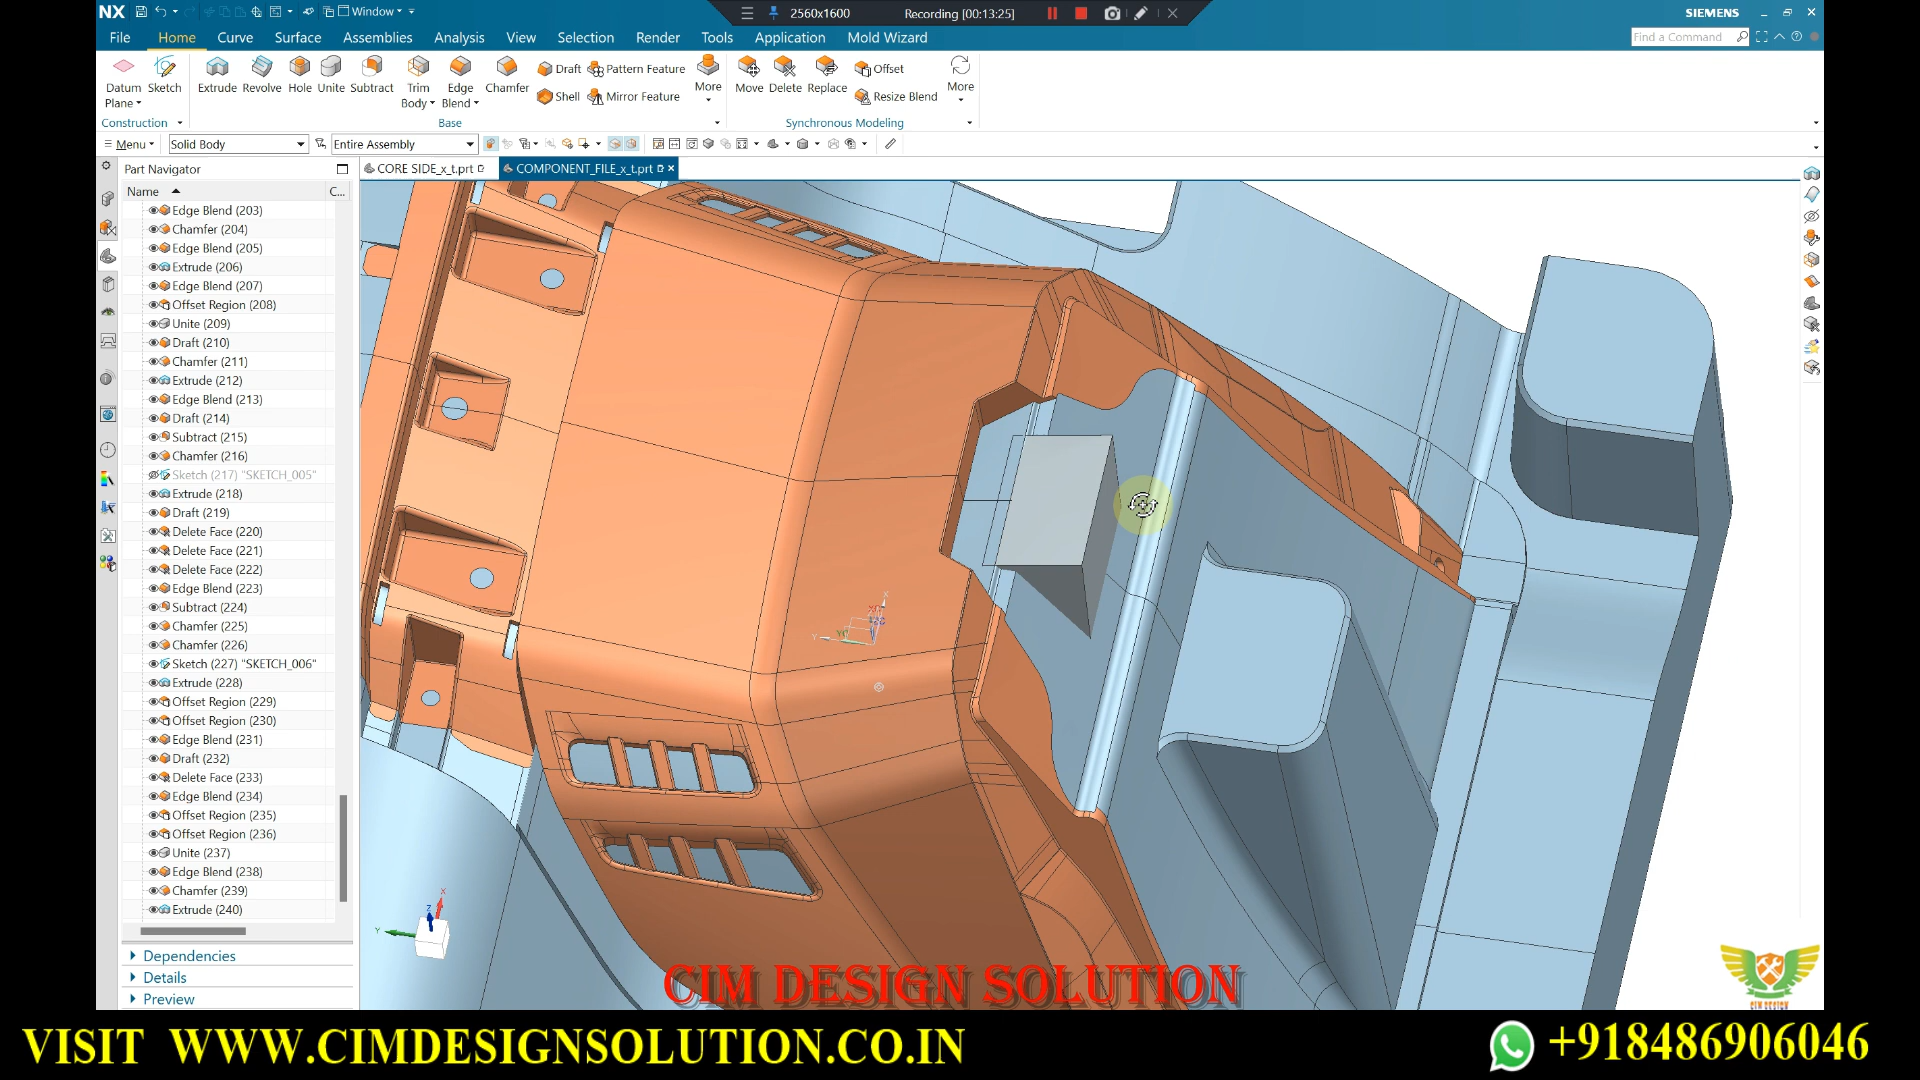 NX Window 2560x1600 Recording [00:13:25] SIEMENS
File Home Curve Surface Assemblies Analysis View Selection Render Tools Application Mold Wizard Find a Command
Datum Plane Sketch Extrude Revolve Hole Unite Subtract Trim Body Edge Blend Chamfer Draft Pattern Feature Shell Mirror Feature More Move Delete Replace Offset Resize Blend More
Construction Base Synchronous Modeling
Menu Solid Body Entire Assembly
Part Navigator CORE SIDE_x_t.prt COMPONENT_FILE_x_t.prt
Name C...
Edge Blend (203)
Chamfer (204)
Edge Blend (205)
Extrude (206)
Edge Blend (207)
Offset Region (208)
Unite (209)
Draft (210)
Chamfer (211)
Extrude (212)
Edge Blend (213)
Draft (214)
Subtract (215)
Chamfer (216)
Sketch (217) "SKETCH_005"
Extrude (218)
Draft (219)
Delete Face (220)
Delete Face (221)
Delete Face (222)
Edge Blend (223)
Subtract (224)
Chamfer (225)
Chamfer (226)
Sketch (227) "SKETCH_006"
Extrude (228)
Offset Region (229)
Offset Region (230)
Edge Blend (231)
Draft (232)
Delete Face (233)
Edge Blend (234)
Offset Region (235)
Offset Region (236)
Unite (237)
Edge Blend (238)
Chamfer (239)
Extrude (240)
Dependencies
Details
Preview
X
Z
Y
CIM DESIGN SOLUTION
CIM DESIGN
VISIT WWW.CIMDESIGNSOLUTION.CO.IN
+918486906046